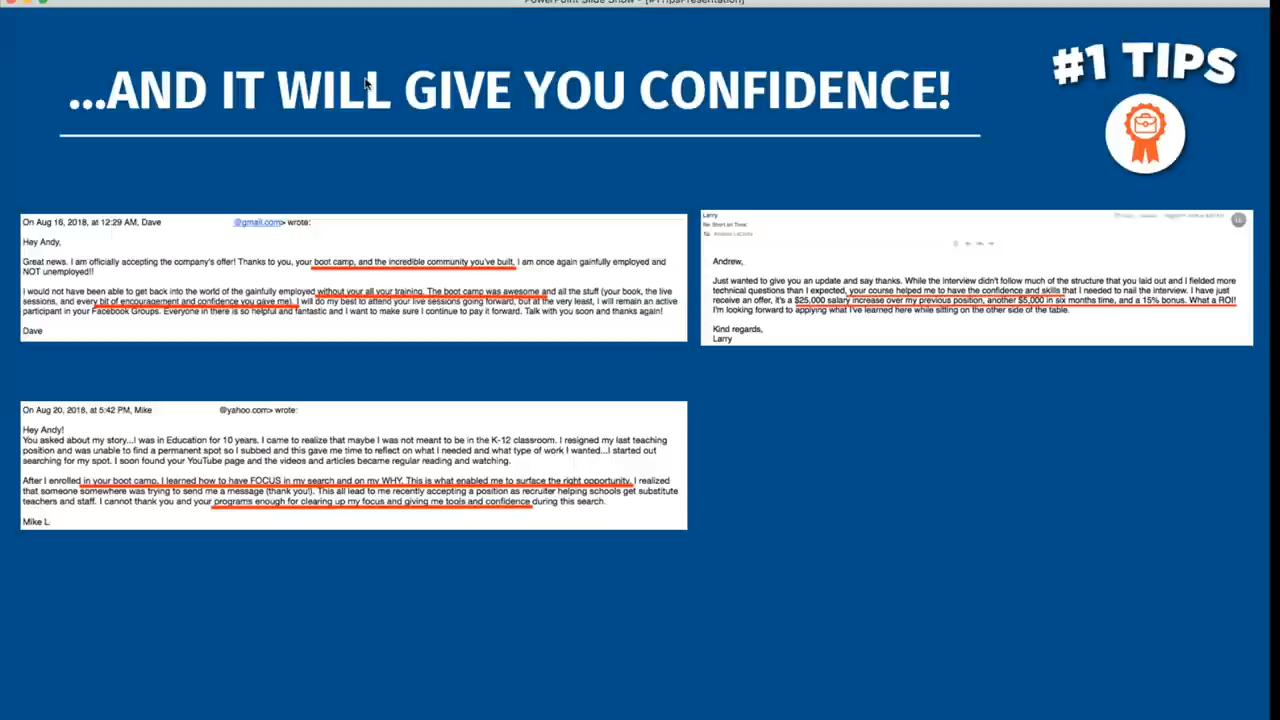 PowerPoint Slide Show - [#1TipsPresentation]
...AND IT WILL GIVE YOU CONFIDENCE!
#1 TIPS
On Aug 16, 2018, at 12:29 AM, Dave @gmail.com> wrote:
Hey Andy,
Great news. I am officially accepting the company's offer! Thanks to you, your boot camp, and the incredible community you've built, I am once again gainfully employed and
NOT unemployed!!
I would not have been able to get back into the world of the gainfully employed without your all your training. The boot camp was awesome and all the stuff (your book, the live
sessions, and every bit of encouragement and confidence you gave me). I will do my best to attend your live sessions going forward, but at the very least, I will remain an active
participant in your Facebook Groups. Everyone in there is so helpful and fantastic and I want to make sure I continue to pay it forward. Talk with you soon and thanks again!
Dave
Larry
Re: Short on Time:
To:
Andrew,
Just wanted to give you an update and say thanks. While the interview didn't follow much of the structure that you laid out and I fielded more
technical questions than I expected, your course helped me to have the confidence and skills that I needed to nail the interview. I have just
receive an offer, it's a $25,000 salary increase over my previous position, another $5,000 in six months time, and a 15% bonus. What a ROI!
I'm looking forward to applying what I've learned here while sitting on the other side of the table.
Kind regards,
Larry
On Aug 20, 2018, at 5:42 PM, Mike @yahoo.com> wrote:
Hey Andy!
You asked about my story...I was in Education for 10 years. I came to realize that maybe I was not meant to be in the K-12 classroom. I resigned my last teaching
position and was unable to find a permanent spot so I subbed and this gave me time to reflect on what I needed and what type of work I wanted...I started out
searching for my spot. I soon found your YouTube page and the videos and articles became regular reading and watching.
After I enrolled in your boot camp, I learned how to have FOCUS in my search and on my WHY. This is what enabled me to surface the right opportunity. I realized
that someone somewhere was trying to send me a message (thank you!). This all lead to me recently accepting a position as recruiter helping schools get substitute
teachers and staff. I cannot thank you and your programs enough for clearing up my focus and giving me tools and confidence during this search.
Mike L.